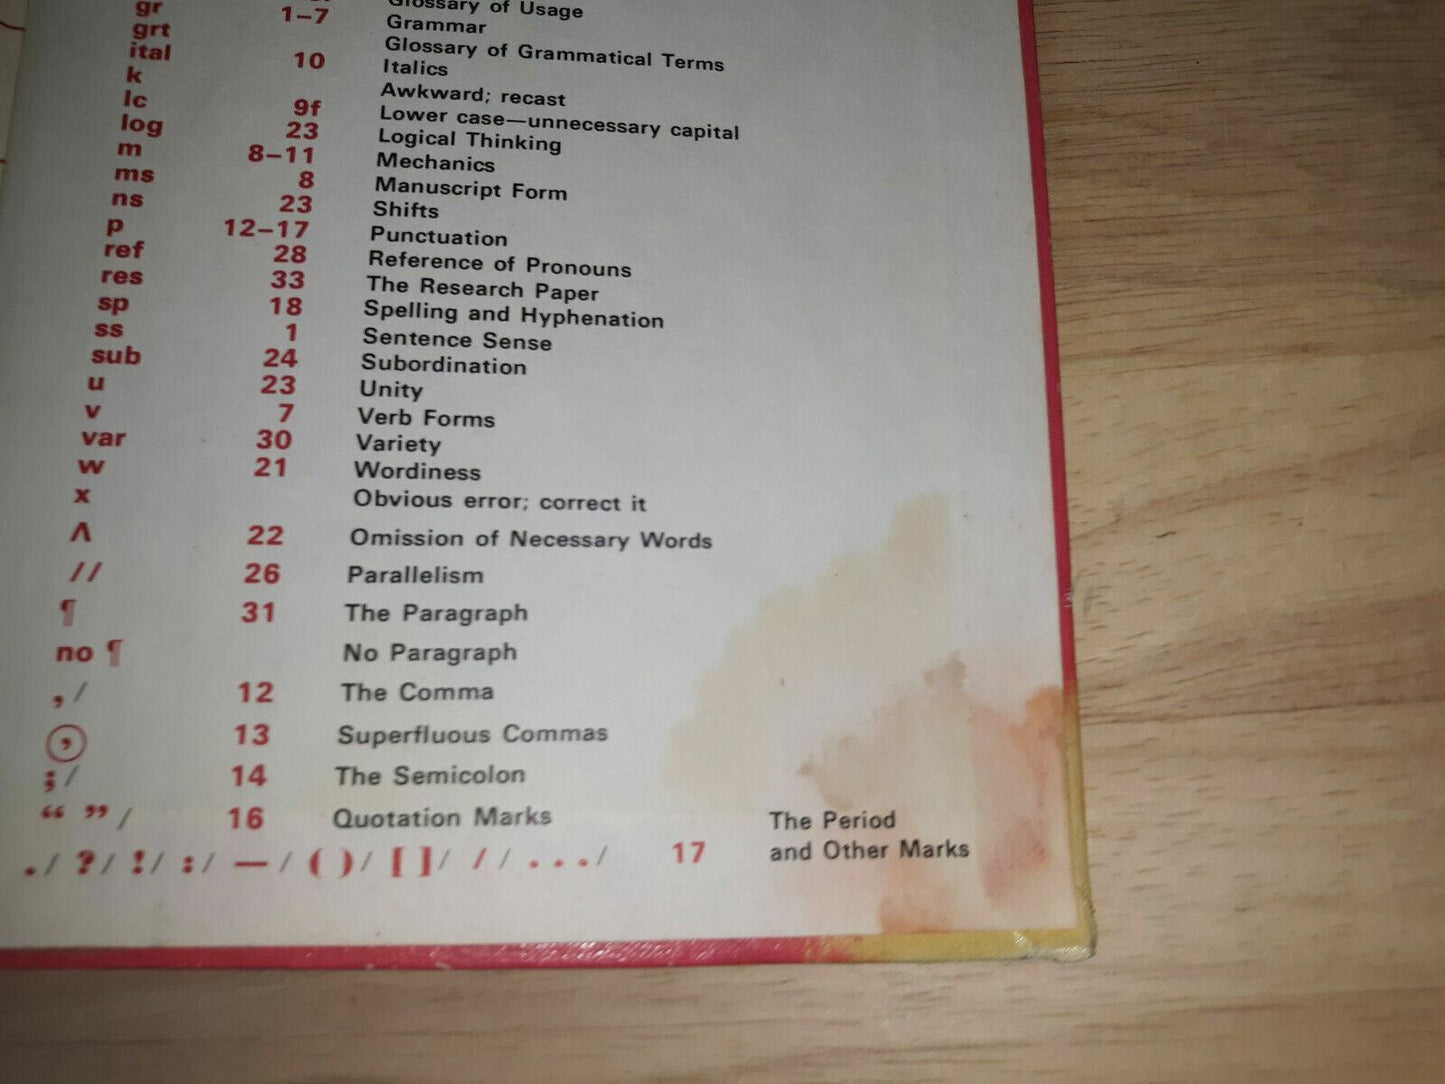 Glossary of Usage
gr 1–7 Grammar
grt Glossary of Grammatical Terms
ital 10 Italics
k Awkward; recast
lc 9f Lower case—unnecessary capital
log 23 Logical Thinking
m 8–11 Mechanics
ms 8 Manuscript Form
ns 23 Shifts
p 12–17 Punctuation
ref 28 Reference of Pronouns
res 33 The Research Paper
sp 18 Spelling and Hyphenation
ss 1 Sentence Sense
sub 24 Subordination
u 23 Unity
v 7 Verb Forms
var 30 Variety
w 21 Wordiness
x Obvious error; correct it
∧ 22 Omission of Necessary Words
// 26 Parallelism
¶ 31 The Paragraph
no ¶ No Paragraph
,/ 12 The Comma
, 13 Superfluous Commas
;/ 14 The Semicolon
“ ”/ 16 Quotation Marks
./ ?/ !/ :/ —/ ( )/ [ ]/ // .../ 17 The Period
and Other Marks